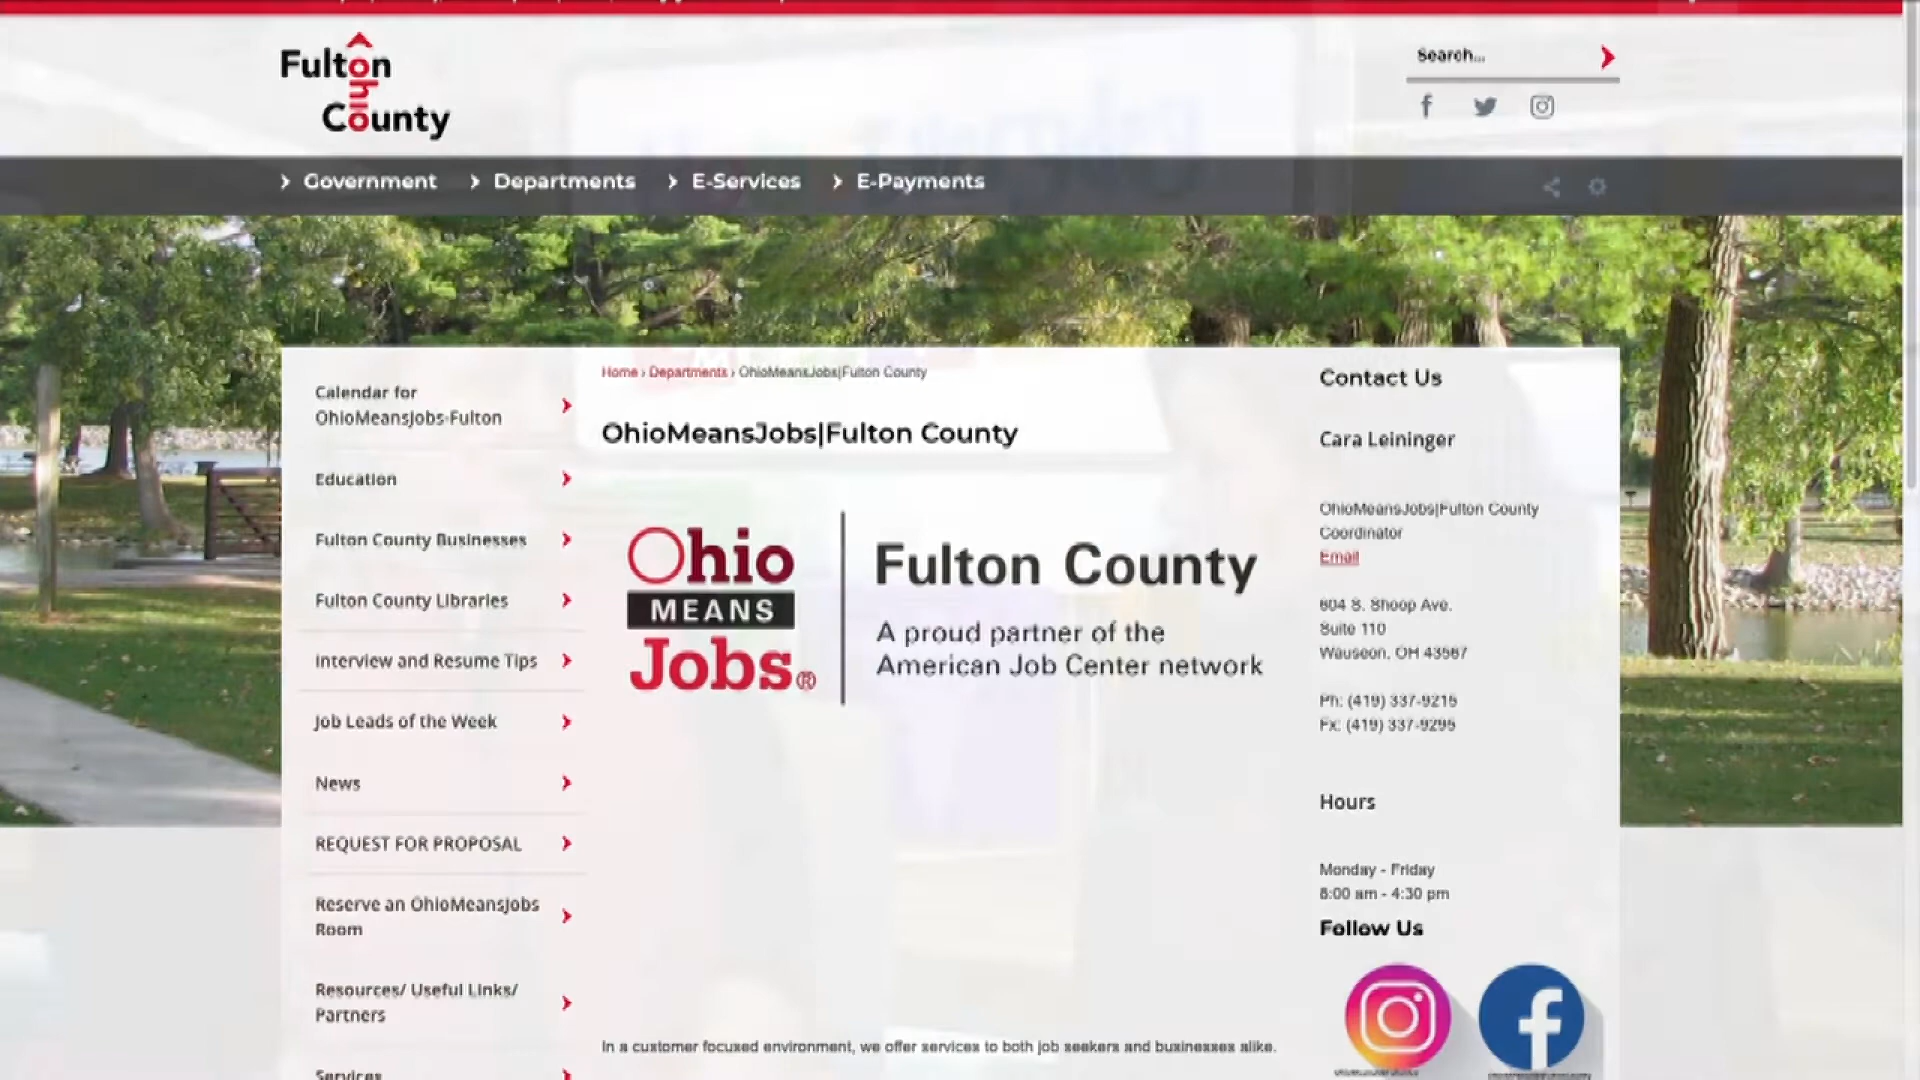 Fulton
Ohio
County
Search...
Government
Departments
E-Services
E-Payments
Calendar for
OhioMeansJobs-Fulton
Education
Fulton County Businesses
Fulton County Libraries
Interview and Resume Tips
Job Leads of the Week
News
REQUEST FOR PROPOSAL
Reserve an OhioMeansJobs
Room
Resources/ Useful Links/
Partners
Services
Home › Departments › OhioMeansJobs|Fulton County
OhioMeansJobs|Fulton County
Ohio
MEANS
Jobs®
Fulton County
A proud partner of the
American Job Center network
In a customer focused environment, we offer services to both job seekers and businesses alike.
Contact Us
Cara Leininger
OhioMeansJobs|Fulton County
Coordinator
Email
604 S. Shoop Ave.
Suite 110
Wauseon, OH 43567
Ph: (419) 337-9215
Fx: (419) 337-9295
Hours
Monday - Friday
8:00 am - 4:30 pm
Follow Us